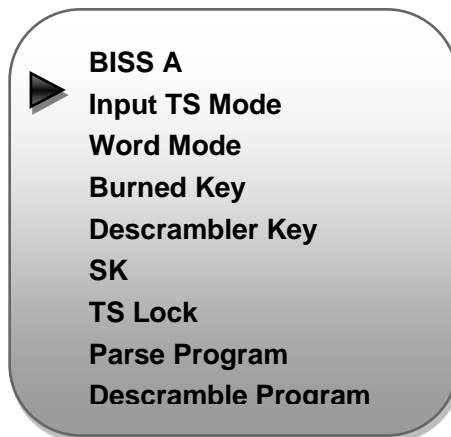 BISS A
Input TS Mode
Word Mode
Burned Key
Descrambler Key
SK
TS Lock
Parse Program
Descramble Program